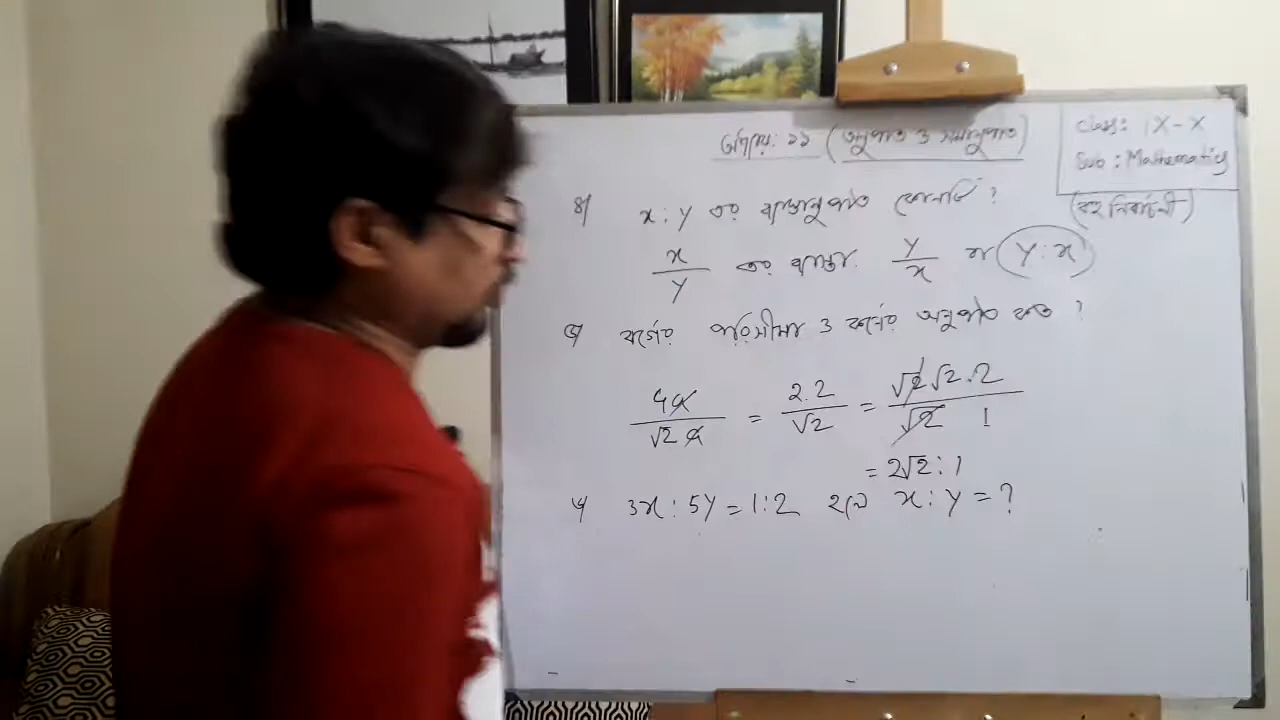 অধ্যায়: ১১ (অনুপাত ও সমানুপাত)
Class: IX-X
Sub: Mathematics
(বহু নির্বাচনী)
৪/ x:y এর ব্যাস্তানুপাত কোনটি ?
x/y এর ব্যাস্ত y/x বা (y:x)
৫/ বর্গের পরিসীমা ও কর্ণের অনুপাত কত ?
4a/√2a = 2.2/√2 = √2√2.2/√2 1
= 2√2:1
৬/ 3x:5y=1:2 হলে x:y=?